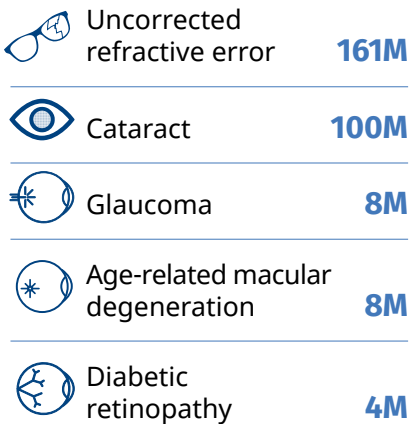 Uncorrected
refractive error 161M
Cataract 100M
Glaucoma 8M
Age-related macular
degeneration 8M
Diabetic
retinopathy 4M